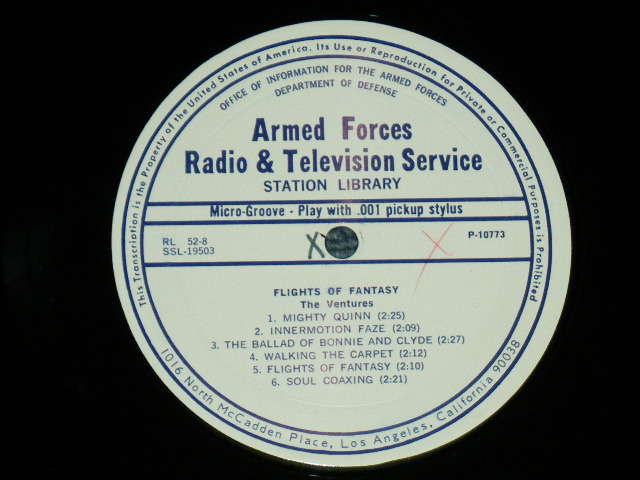 This Transcription is the Property of the United States of America. Its Use or Reproduction for Private or Commercial Purposes is Prohibited
OFFICE OF INFORMATION FOR THE ARMED FORCES
DEPARTMENT OF DEFENSE
Armed Forces
Radio & Television Service
STATION LIBRARY
Micro-Groove - Play with .001 pickup stylus
X X
RL 52-8 P-10773
SSL-19503
FLIGHTS OF FANTASY
The Ventures
1. MIGHTY QUINN (2:25)
2. INNERMOTION FAZE (2:09)
3. THE BALLAD OF BONNIE AND CLYDE (2:27)
4. WALKING THE CARPET (2:12)
5. FLIGHTS OF FANTASY (2:10)
6. SOUL COAXING (2:21)
1016 North McCadden Place, Los Angeles, California 90038